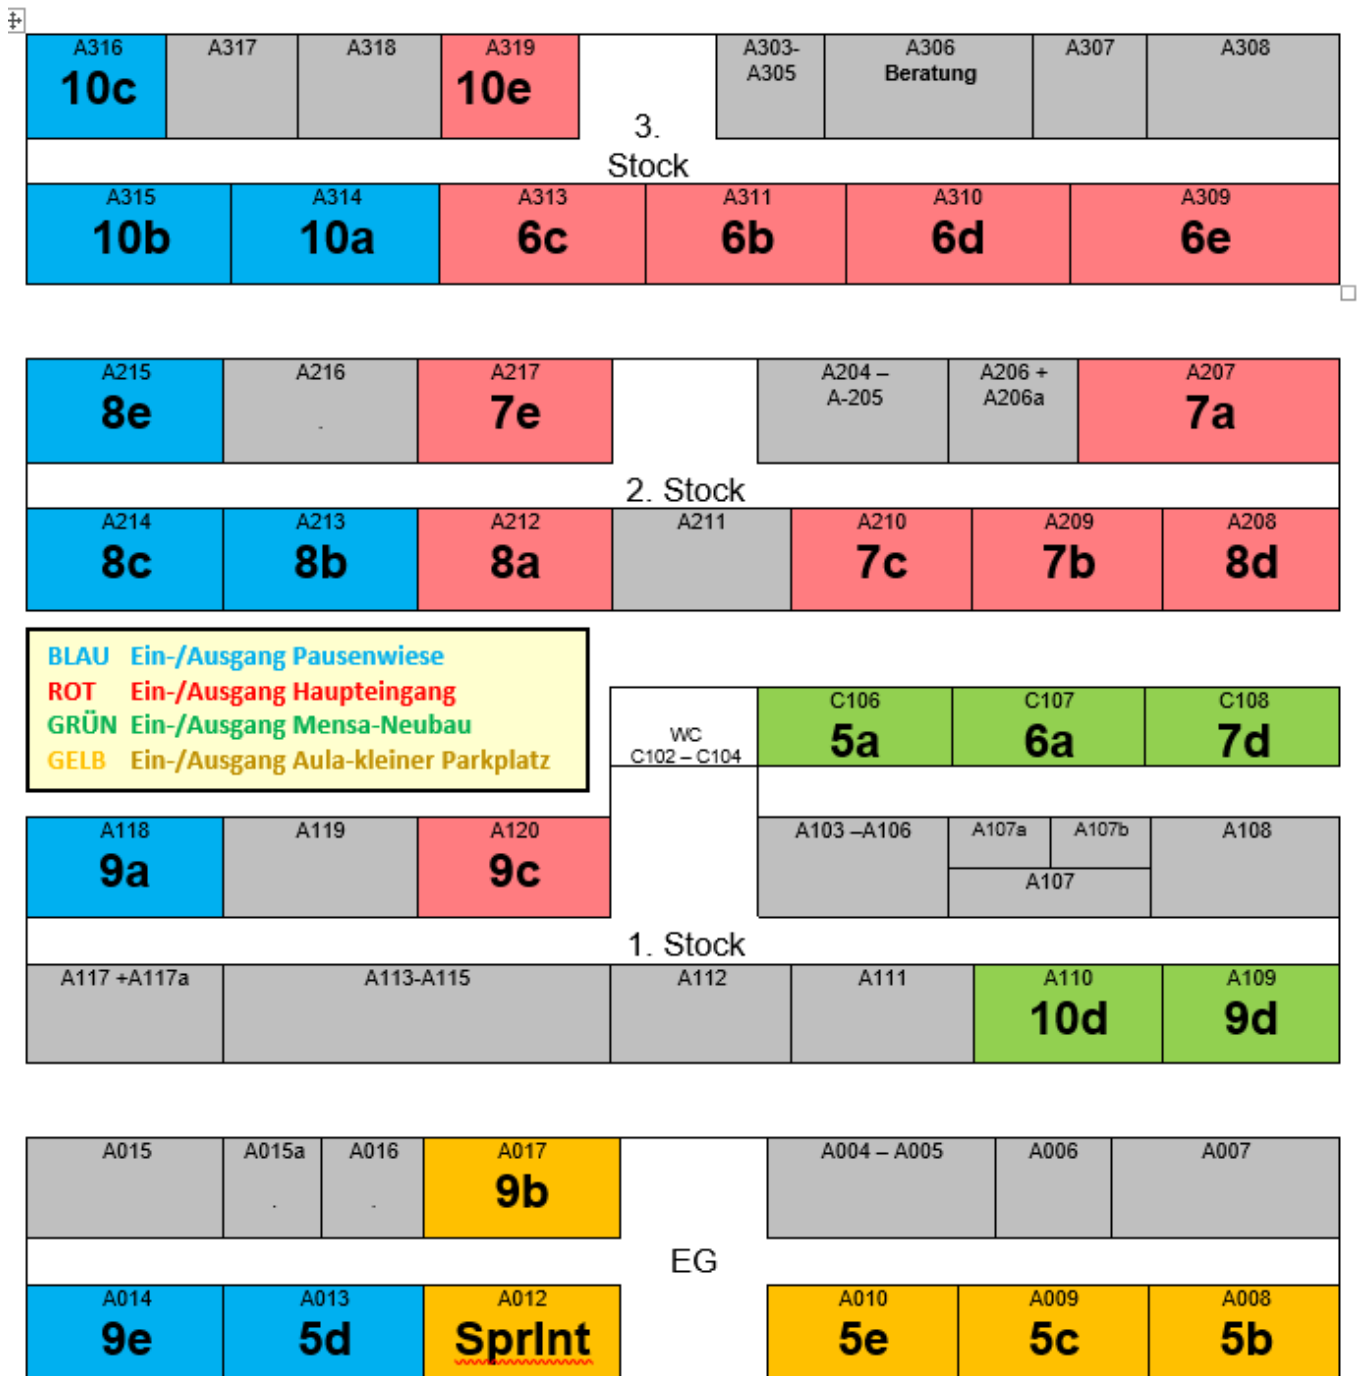 A316
10c
A317
A318
A319
10e
A303-
A305
A306
Beratung
A307
A308
3.
Stock
A315
10b
A314
10a
A313
6c
A311
6b
A310
6d
A309
6e
A215
8e
A216
A217
7e
A204 –
A-205
A206 +
A206a
A207
7a
2. Stock
A214
8c
A213
8b
A212
8a
A211
A210
7c
A209
7b
A208
8d
BLAU Ein-/Ausgang Pausenwiese
ROT Ein-/Ausgang Haupteingang
GRÜN Ein-/Ausgang Mensa-Neubau
GELB Ein-/Ausgang Aula-kleiner Parkplatz
WC
C102 – C104
C106
5a
C107
6a
C108
7d
A118
9a
A119
A120
9c
A103 –A106
A107a
A107b
A107
A108
1. Stock
A117 +A117a
A113-A115
A112
A111
A110
10d
A109
9d
A015
A015a
A016
A017
9b
A004 – A005
A006
A007
EG
A014
9e
A013
5d
A012
SprInt
A010
5e
A009
5c
A008
5b